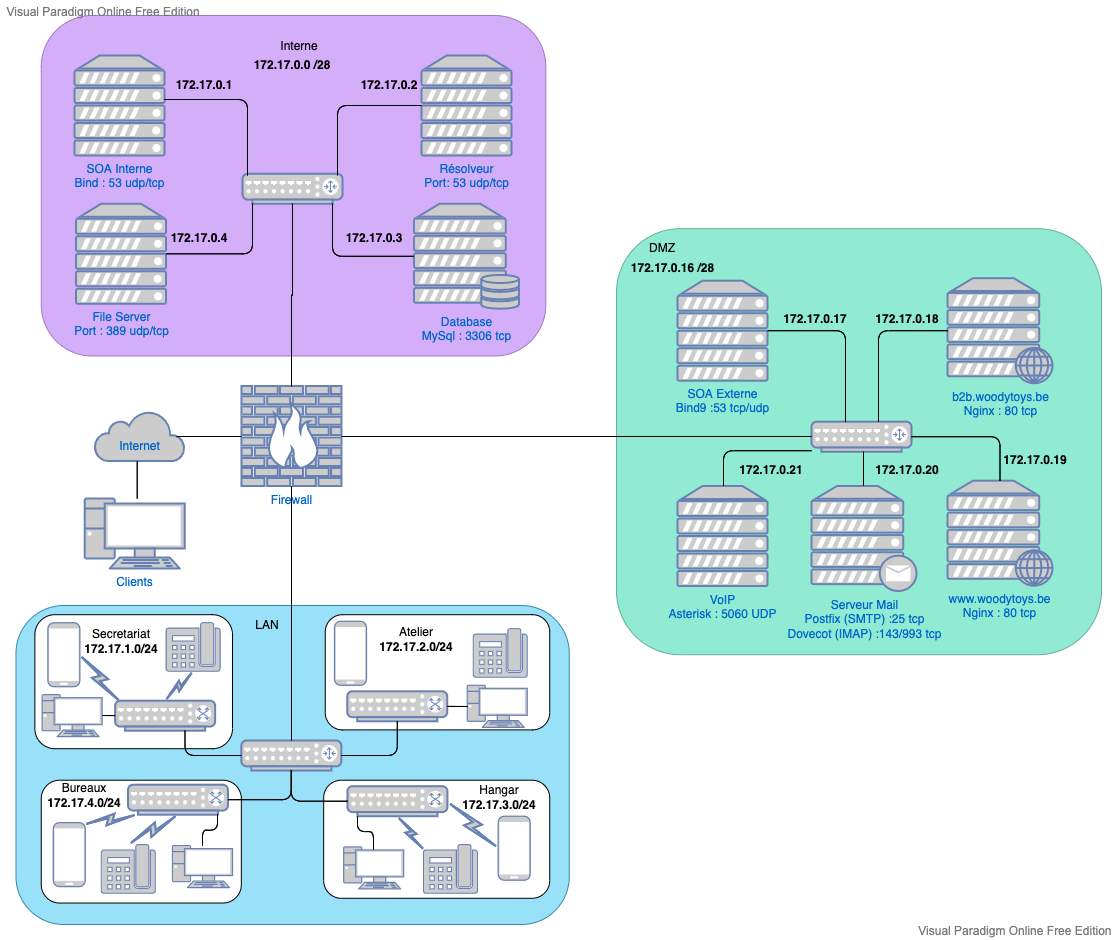 Visual Paradigm Online Free Edition
Interne
172.17.0.0 /28
172.17.0.1
172.17.0.2
SOA Interne
Bind : 53 udp/tcp
Résolveur
Port: 53 udp/tcp
172.17.0.4
172.17.0.3
File Server
Port : 389 udp/tcp
Database
MySql : 3306 tcp
DMZ
172.17.0.16 /28
172.17.0.17
172.17.0.18
SOA Externe
Bind9 :53 tcp/udp
b2b.woodytoys.be
Nginx : 80 tcp
172.17.0.21
172.17.0.20
172.17.0.19
VoIP
Asterisk : 5060 UDP
Serveur Mail
Postfix (SMTP) :25 tcp
Dovecot (IMAP) :143/993 tcp
www.woodytoys.be
Nginx : 80 tcp
Internet
Firewall
Clients
LAN
Secretariat
172.17.1.0/24
Atelier
172.17.2.0/24
Bureaux
172.17.4.0/24
Hangar
172.17.3.0/24
Visual Paradigm Online Free Edition